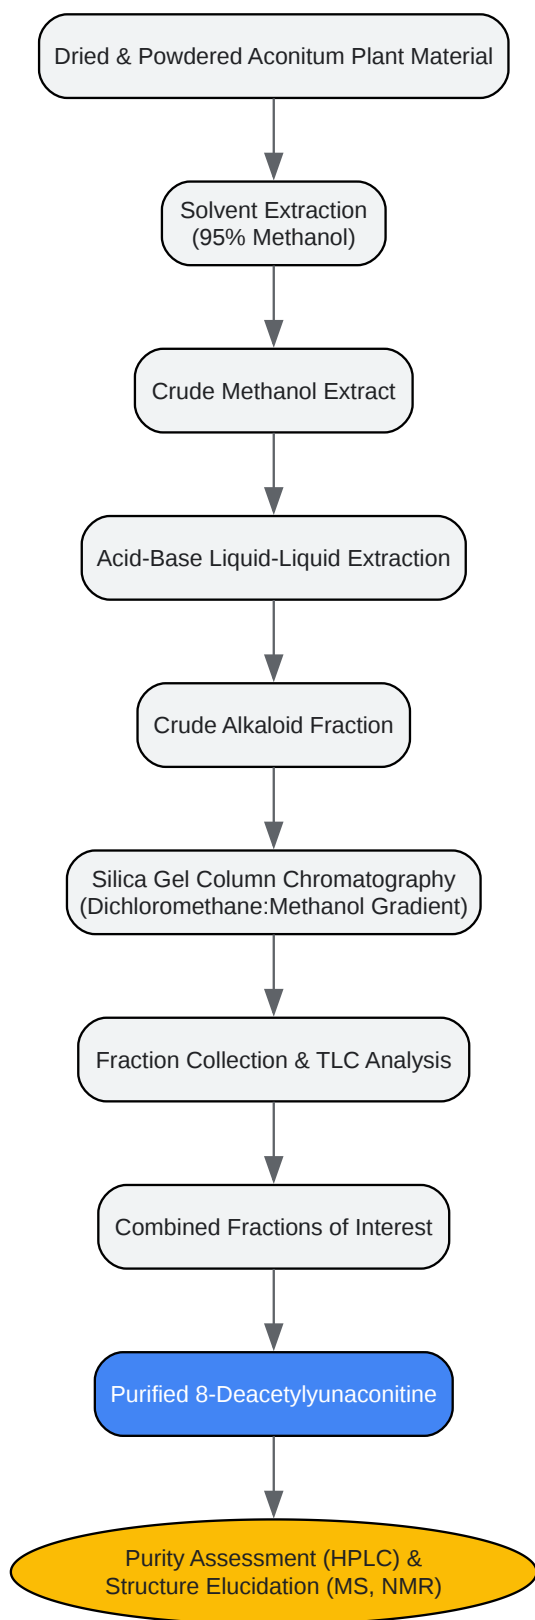 Dried & Powdered Aconitum Plant Material
Solvent Extraction
(95% Methanol)
Crude Methanol Extract
Acid-Base Liquid-Liquid Extraction
Crude Alkaloid Fraction
Silica Gel Column Chromatography
(Dichloromethane:Methanol Gradient)
Fraction Collection & TLC Analysis
Combined Fractions of Interest
Purified 8-Deacetylyunaconitine
Purity Assessment (HPLC) &
Structure Elucidation (MS, NMR)